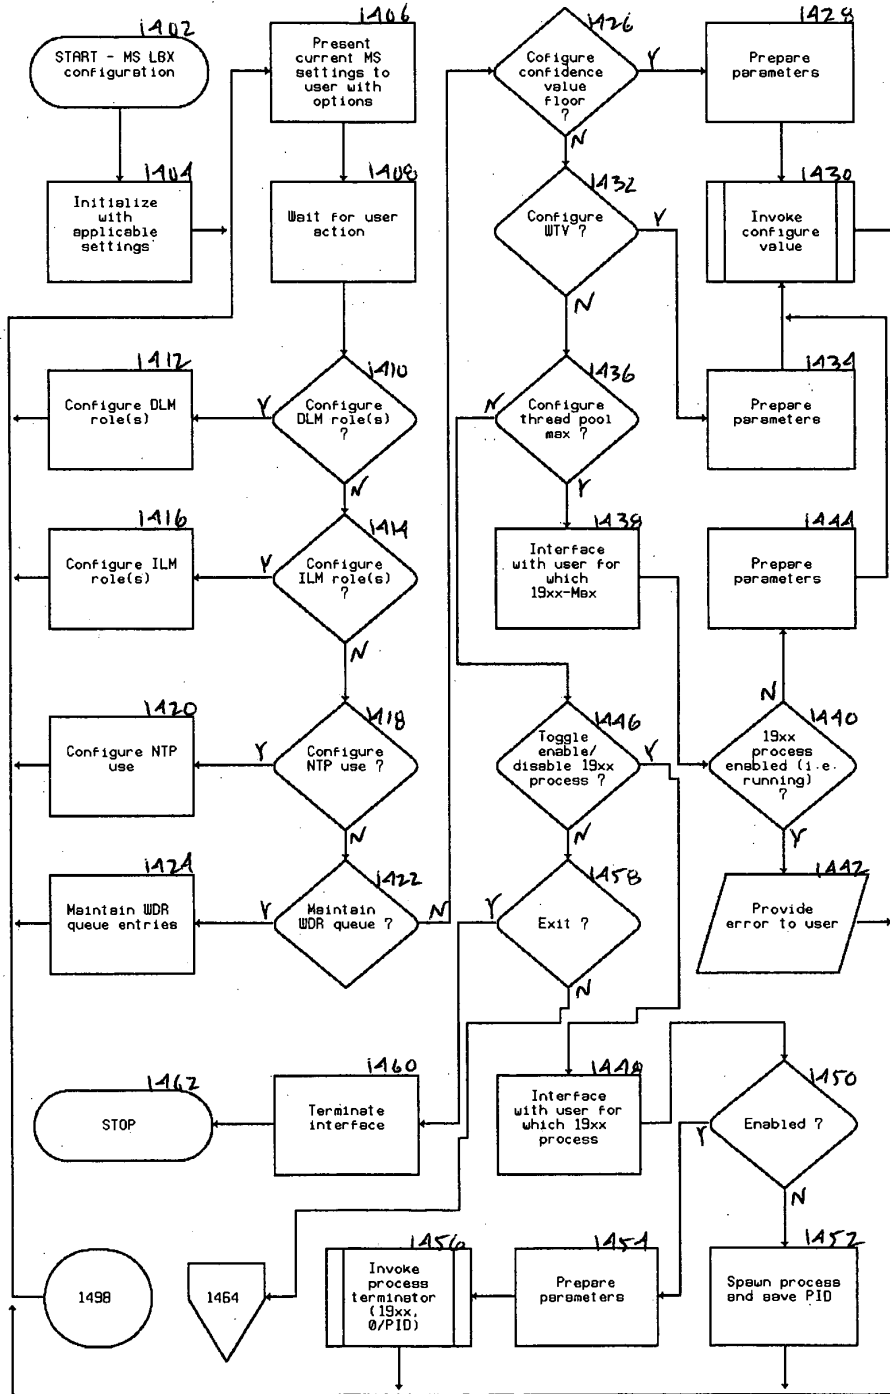 1402
START - MS LBX
configuration
1404
Initialize
with
applicable
settings
1406
Present
current MS
settings to
user with
options
1408
Wait for user
action
1410
Configure
DLM role(s)
?
Y
N
1412
Configure DLM
role(s)
1414
Configure
ILM role(s)
?
Y
N
1416
Configure ILM
role(s)
1418
Configure
NTP use ?
Y
N
1420
Configure NTP
use
1422
Maintain
WDR queue ?
Y
N
1424
Maintain WDR
queue entries
1426
Cofigure
confidence
value
floor
?
Y
N
1428
Prepare
parameters
1430
Invoke
configure
value
1432
Configure
WTV ?
Y
N
1434
Prepare
parameters
1436
Configure
thread pool
max ?
N
Y
1438
Interface
with user for
which
19xx-Max
1440
19xx
process
enabled (i.e.
running)
?
N
Y
1442
Provide
error to user
1444
Prepare
parameters
1446
Toggle
enable/
disable 19xx
process ?
Y
N
1458
Exit ?
Y
N
1460
Terminate
interface
1462
STOP
1448
Interface
with user for
which 19xx
process
1450
Enabled ?
Y
N
1452
Spawn process
and save PID
1454
Prepare
parameters
1456
Invoke
process
terminator
(19xx,
0/PID)
1464
1498